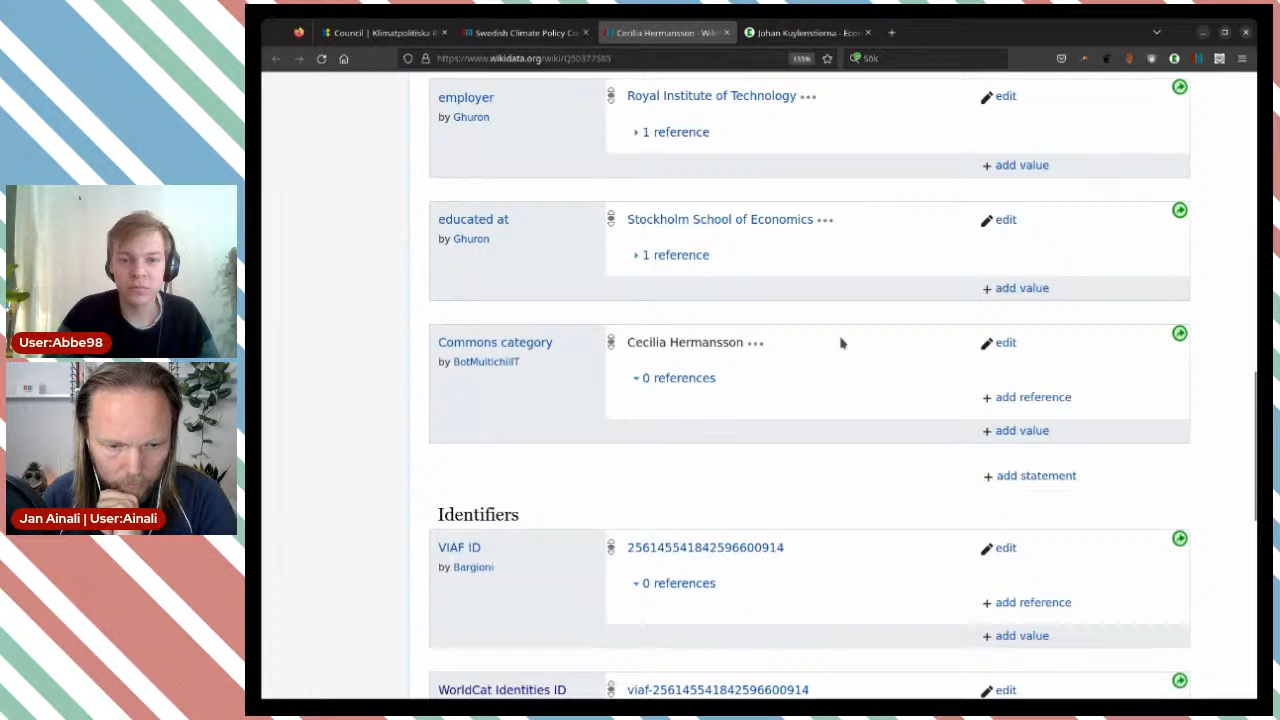 Council | Klimatpolitiska
Swedish Climate Policy Co
Cecilia Hermansson - Wiki
Johan Kuylenstierna - Eco
https://www.wikidata.org/wiki/Q50377585
133%
Sök
employer
by Ghuron
Royal Institute of Technology
edit
1 reference
+ add value
educated at
by Ghuron
Stockholm School of Economics
edit
1 reference
+ add value
Commons category
by BotMultichillT
Cecilia Hermansson
edit
0 references
+ add reference
+ add value
+ add statement
Identifiers
VIAF ID
by Bargioni
256145541842596600914
edit
0 references
+ add reference
+ add value
WorldCat Identities ID
viaf-256145541842596600914
edit
User:Abbe98
Jan Ainali | User:Ainali